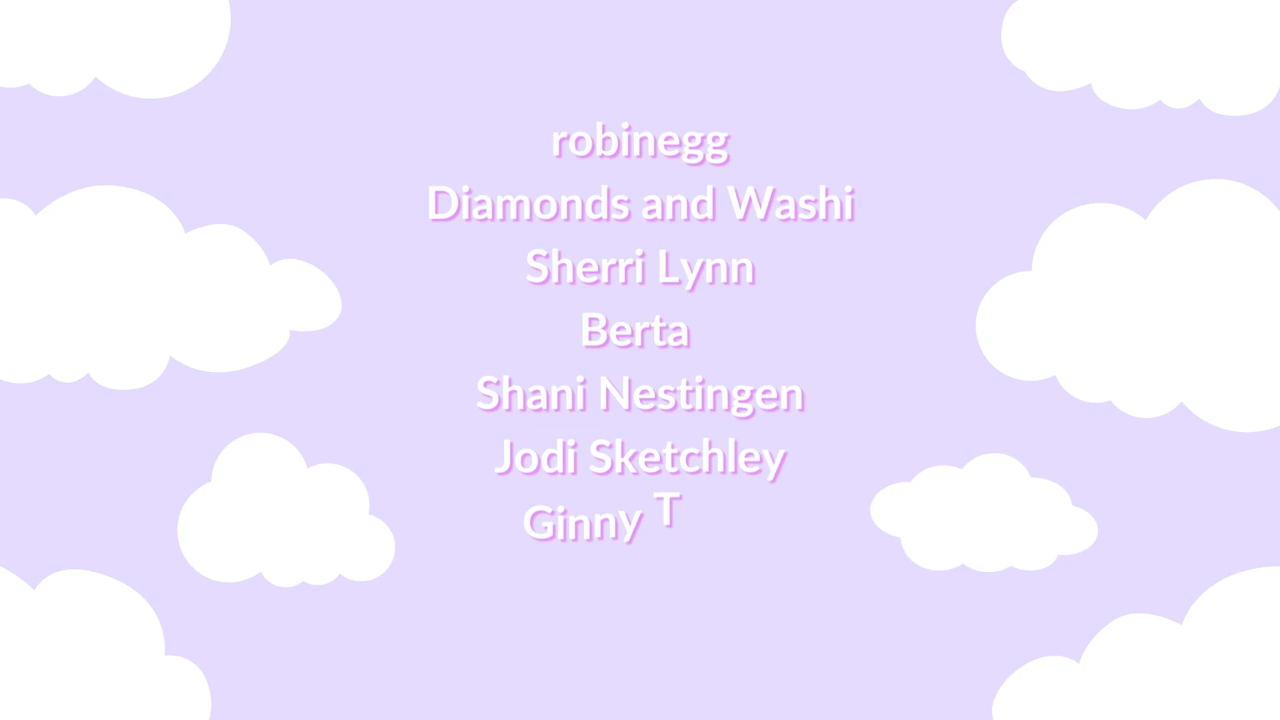 robinegg
Diamonds and Washi
Sherri Lynn
Berta
Shani Nestingen
Jodi Sketchley
Ginny T